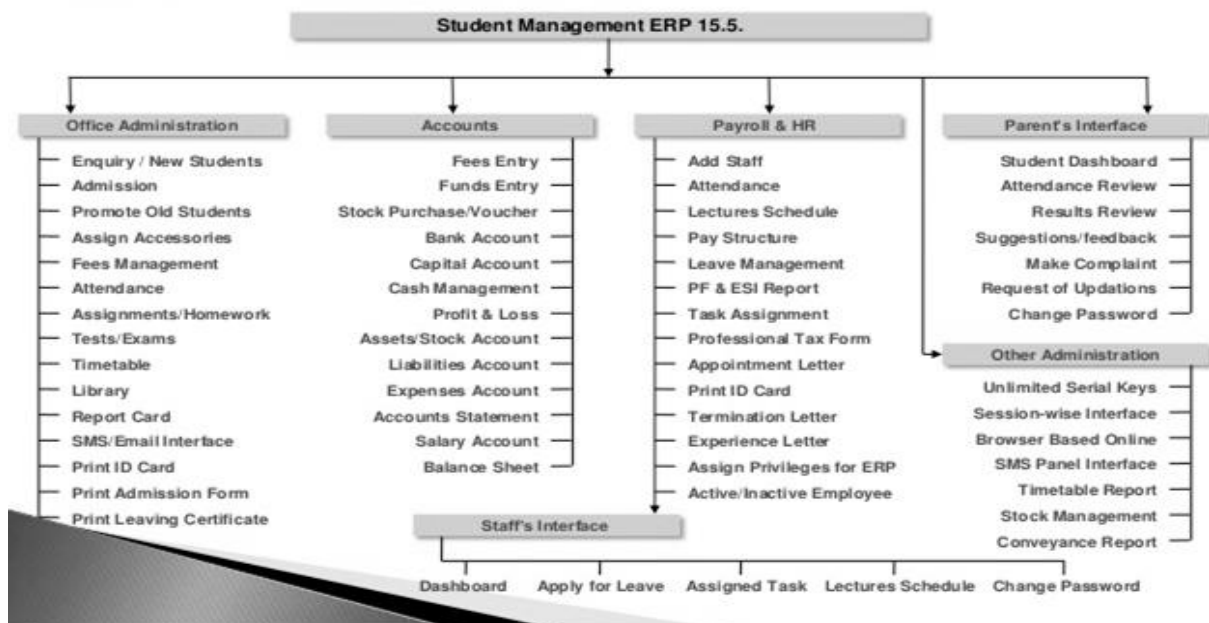 Student Management ERP 15.5.
Office Administration
Enquiry / New Students
Admission
Promote Old Students
Assign Accessories
Fees Management
Attendance
Assignments/Homework
Tests/Exams
Timetable
Library
Report Card
SMS/Email Interface
Print ID Card
Print Admission Form
Print Leaving Certificate
Accounts
Fees Entry
Funds Entry
Stock Purchase/Voucher
Bank Account
Capital Account
Cash Management
Profit & Loss
Assets/Stock Account
Liabilities Account
Expenses Account
Accounts Statement
Salary Account
Balance Sheet
Payroll & HR
Add Staff
Attendance
Lectures Schedule
Pay Structure
Leave Management
PF & ESI Report
Task Assignment
Professional Tax Form
Appointment Letter
Print ID Card
Termination Letter
Experience Letter
Assign Privileges for ERP
Active/Inactive Employee
Parent's Interface
Student Dashboard
Attendance Review
Results Review
Suggestions/feedback
Make Complaint
Request of Updations
Change Password
Other Administration
Unlimited Serial Keys
Session-wise Interface
Browser Based Online
SMS Panel Interface
Timetable Report
Stock Management
Conveyance Report
Staff's Interface
Dashboard
Apply for Leave
Assigned Task
Lectures Schedule
Change Password